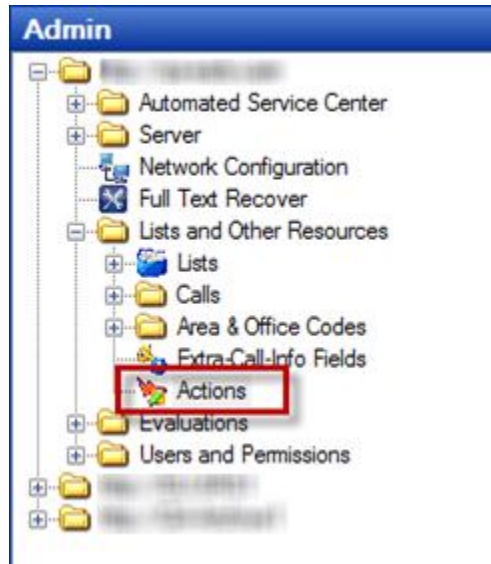 Admin
Automated Service Center
Server
Network Configuration
Full Text Recover
Lists and Other Resources
Lists
Calls
Area & Office Codes
Extra-Call-Info Fields
Actions
Evaluations
Users and Permissions